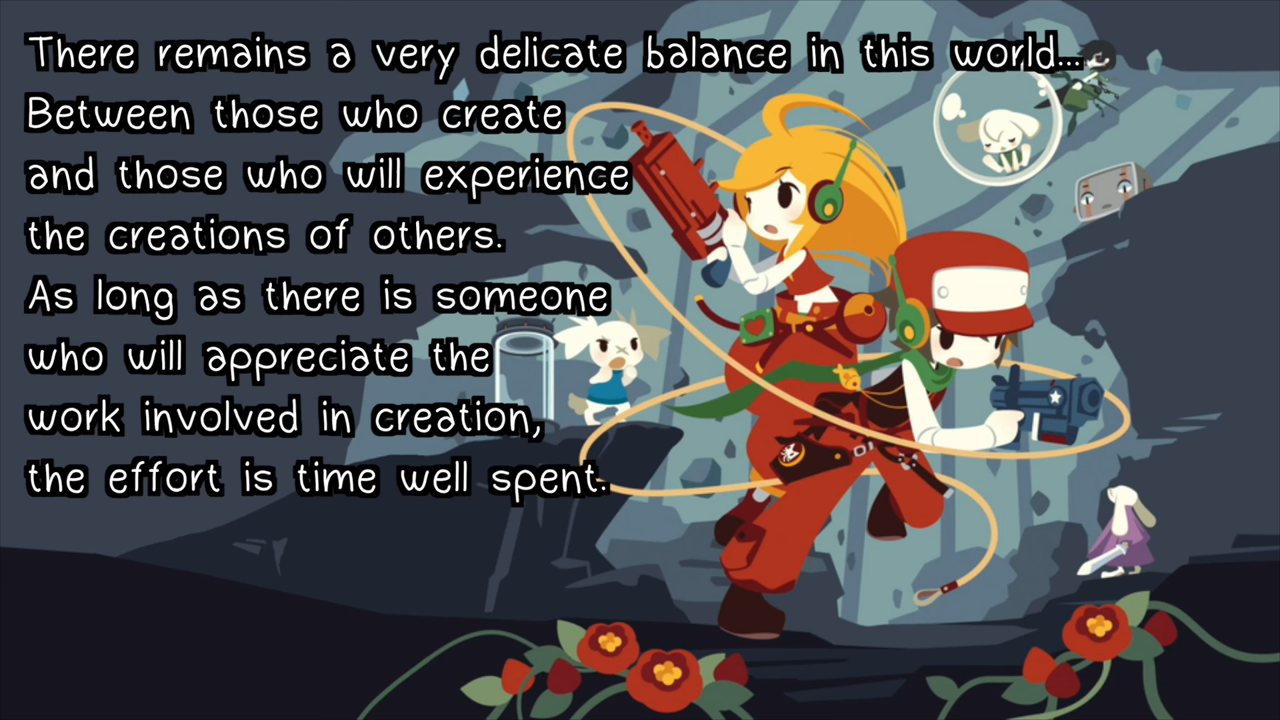 There remains a very delicate balance in this world...
Between those who create
and those who will experience
the creations of others.
As long as there is someone
who will appreciate the
work involved in creation,
the effort is time well spent.